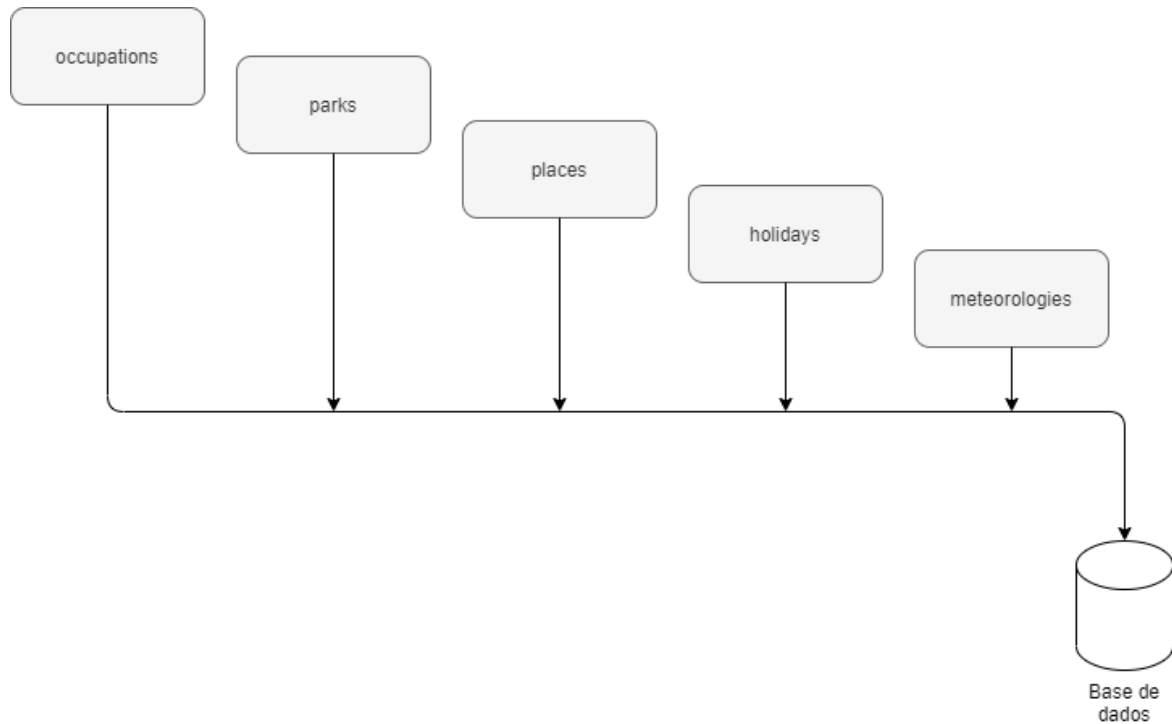 occupations
parks
places
holidays
meteorologies
Base de
dados